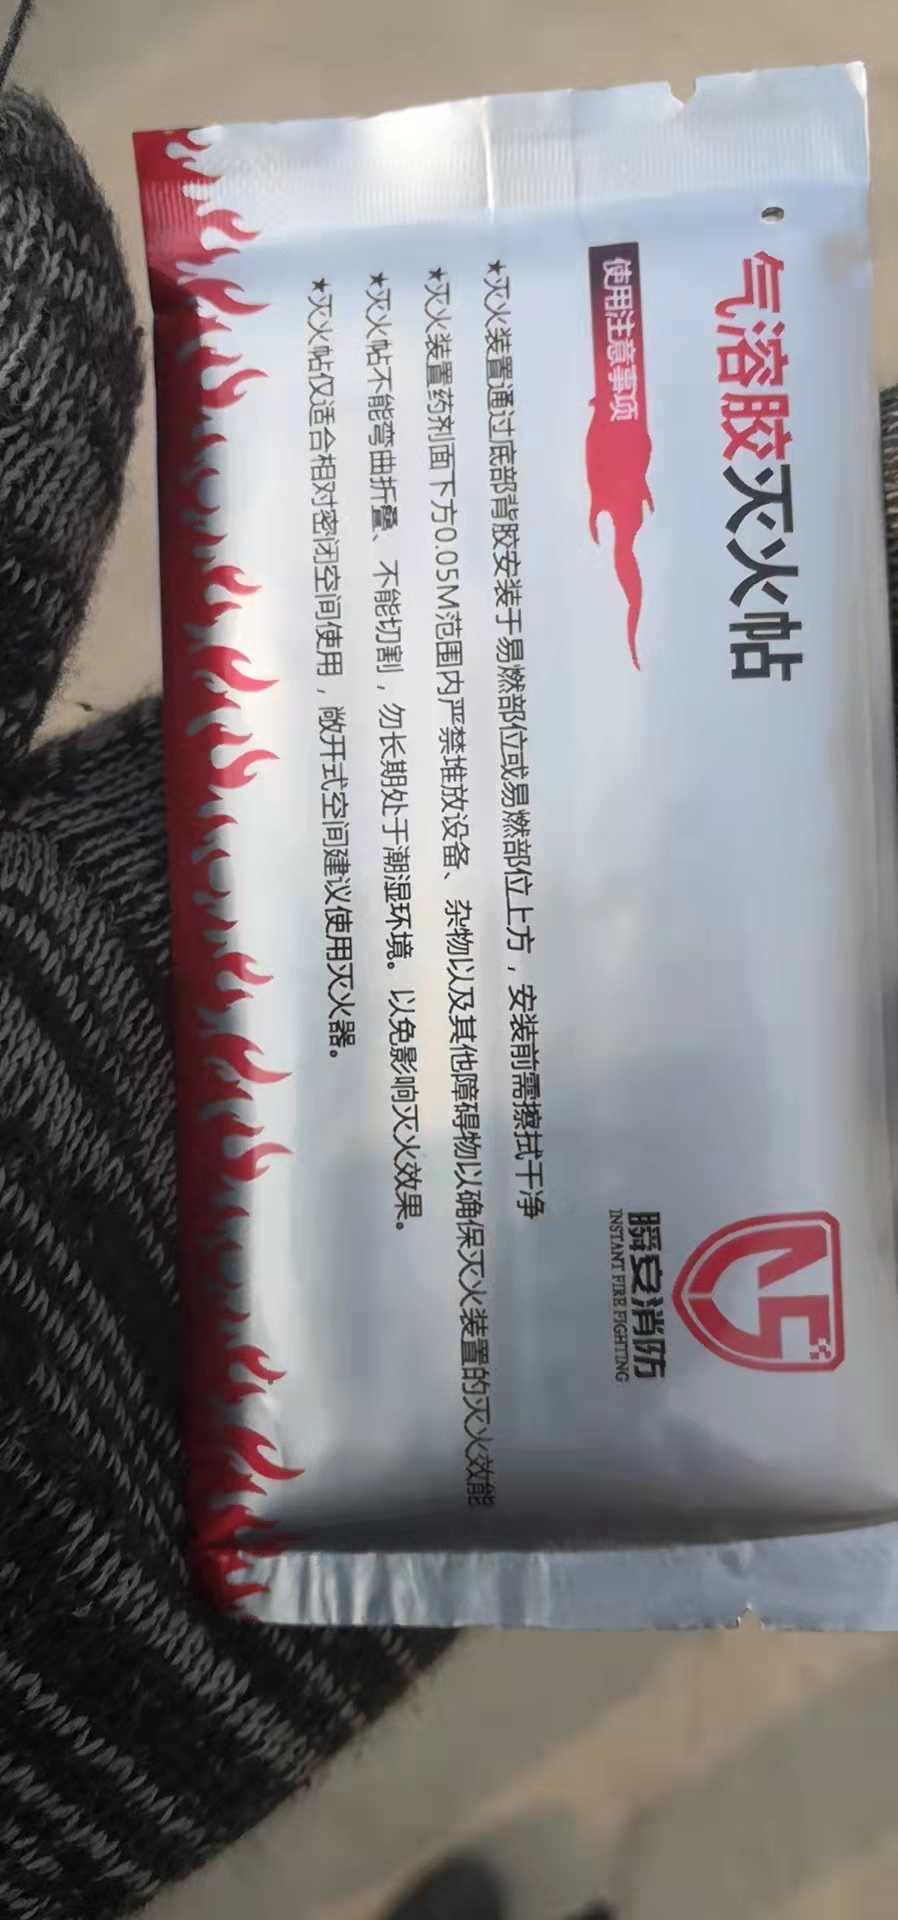 气溶胶灭火帖
瞬安消防
INSTANT FIRE FIGHTING
使用注意事项
★灭火装置通过底部背胶安装于易燃部位或易燃部位上方，安装前需擦拭干净
★灭火装置药剂面下方0.05M范围内严禁堆放设备、杂物以及其他障碍物以确保灭火装置的灭火效能
★灭火帖不能弯曲折叠、不能切割，勿长期处于潮湿环境。以免影响灭火效果。
★灭火帖仅适合相对密闭空间使用，敞开式空间建议使用灭火器。